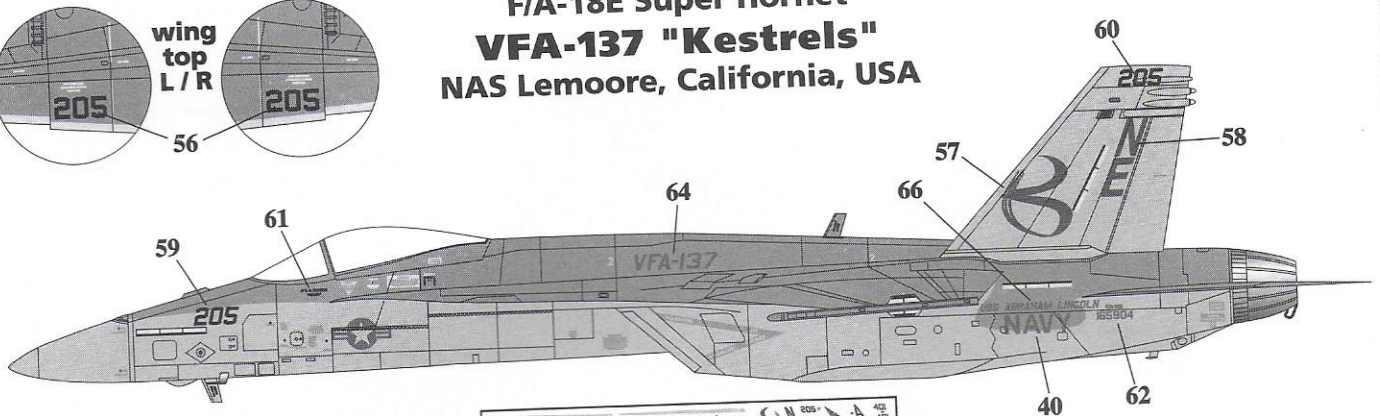 F/A-18E Super Hornet
VFA-137 "Kestrels"
NAS Lemoore, California, USA
wing
top
L / R
205
205
56
60
205
58
57
NE
66
64
61
59
VFA-137
205
USS ABRAHAM LINCOLN
NAVY
165904
40
62
205